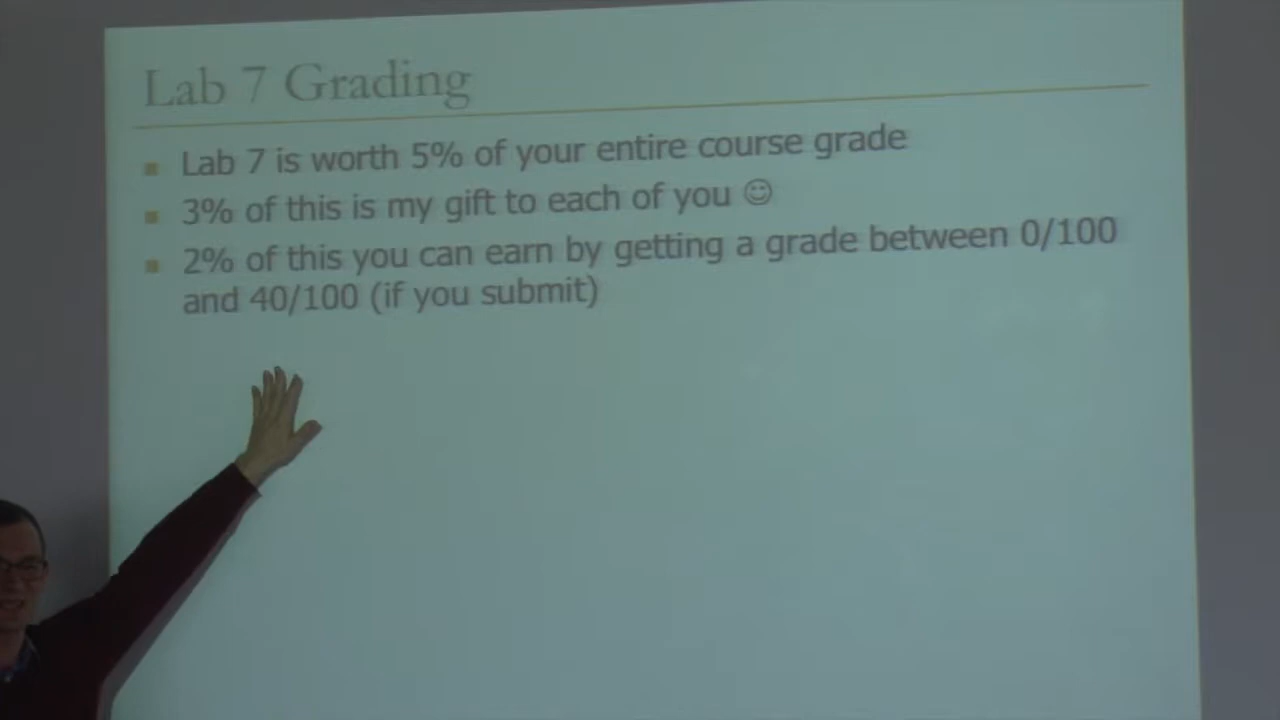 Lab 7 Grading
Lab 7 is worth 5% of your entire course grade
3% of this is my gift to each of you ☺
2% of this you can earn by getting a grade between 0/100
and 40/100 (if you submit)